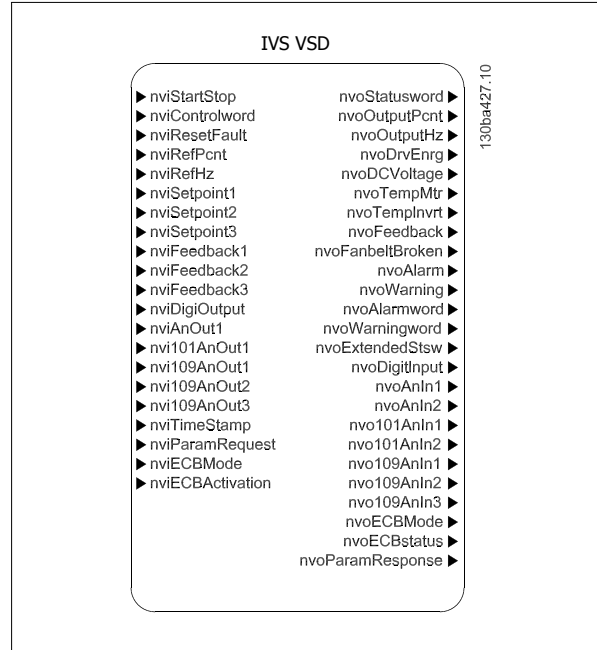 IVS VSD
nviStartStop
nviControlword
nviResetFault
nviRefPcnt
nviRefHz
nviSetpoint1
nviSetpoint2
nviSetpoint3
nviFeedback1
nviFeedback2
nviFeedback3
nviDigiOutput
nviAnOut1
nvi101AnOut1
nvi109AnOut1
nvi109AnOut2
nvi109AnOut3
nviTimeStamp
nviParamRequest
nviECBMode
nviECBActivation
nvoStatusword
nvoOutputPcnt
nvoOutputHz
nvoDrvEnrg
nvoDCVoltage
nvoTempMtr
nvoTempInvrt
nvoFeedback
nvoFanbeltBroken
nvoAlarm
nvoWarning
nvoAlarmword
nvoWarningword
nvoExtendedStsw
nvoDigitInput
nvoAnIn1
nvoAnIn2
nvo101AnIn1
nvo101AnIn2
nvo109AnIn1
nvo109AnIn2
nvo109AnIn3
nvoECBMode
nvoECBstatus
nvoParamResponse
130ba427.10